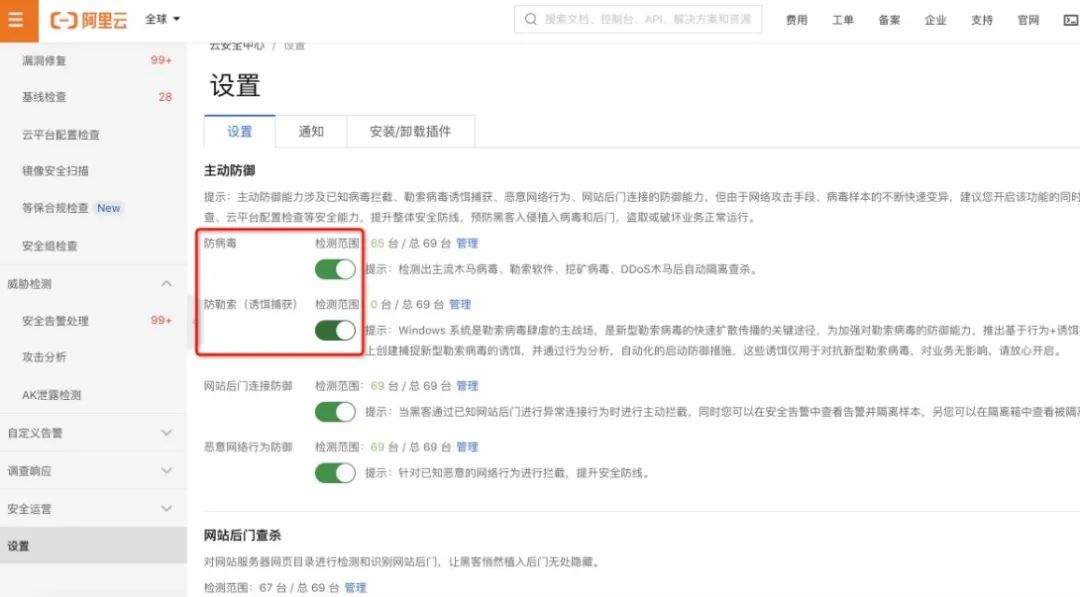 阿里云 全球
搜索文档、控制台、API、解决方案和资源
费用 工单 备案 企业 支持 官网
漏洞修复 99+
基线检查 28
云平台配置检查
镜像安全扫描
等保合规检查 New
安全组检查
威胁检测
安全告警处理 99+
攻击分析
AK泄露检测
自定义告警
调查响应
安全运营
设置
云安全中心 / 设置
设置
设置 通知 安装/卸载插件
主动防御
提示：主动防御能力涉及已知病毒拦截、勒索病毒诱饵捕获、恶意网络行为、网站后门连接的防御能力，但由于网络攻击手段、病毒样本的不断快速变异，建议您开启该功能的同时
查、云平台配置检查等安全能力，提升整体安全防线，预防黑客入侵植入病毒和后门，盗取或破坏业务正常运行。
防病毒 检测范围 65 台 / 总 69 台 管理
提示：检测出主流木马病毒、勒索软件、挖矿病毒、DDoS木马后自动隔离查杀。
防勒索（诱饵捕获） 检测范围 0 台 / 总 69 台 管理
提示：Windows 系统是勒索病毒肆虐的主战场，是新型勒索病毒的快速扩散传播的关键途径，为加强对勒索病毒的防御能力，推出基于行为+诱饵
上创建捕捉新型勒索病毒的诱饵，并通过行为分析，自动化的启动防御措施，这些诱饵仅用于对抗新型勒索病毒，对业务无影响，请放心开启。
网站后门连接防御 检测范围：69 台 / 总 69 台 管理
提示：当黑客通过已知网站后门进行异常连接行为时进行主动拦截，同时您可以在安全告警中查看告警并隔离样本，另您可以在隔离箱中查看被隔
恶意网络行为防御 检测范围：69 台 / 总 69 台 管理
提示：针对已知恶意的网络行为进行拦截，提升安全防线。
网站后门查杀
对网站服务器网页目录进行检测和识别网站后门，让黑客悄然植入后门无处隐藏。
检测范围：67 台 / 总 69 台 管理